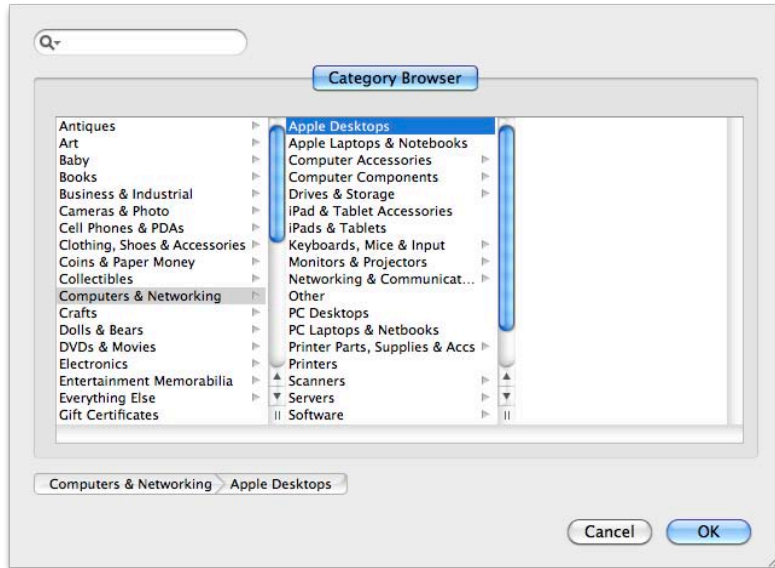 Category Browser
Antiques
Art
Baby
Books
Business & Industrial
Cameras & Photo
Cell Phones & PDAs
Clothing, Shoes & Accessories
Coins & Paper Money
Collectibles
Computers & Networking
Crafts
Dolls & Bears
DVDs & Movies
Electronics
Entertainment Memorabilia
Everything Else
Gift Certificates
Apple Desktops
Apple Laptops & Notebooks
Computer Accessories
Computer Components
Drives & Storage
iPad & Tablet Accessories
iPads & Tablets
Keyboards, Mice & Input
Monitors & Projectors
Networking & Communicat...
Other
PC Desktops
PC Laptops & Netbooks
Printer Parts, Supplies & Accs
Printers
Scanners
Servers
Software
Computers & Networking Apple Desktops
Cancel OK